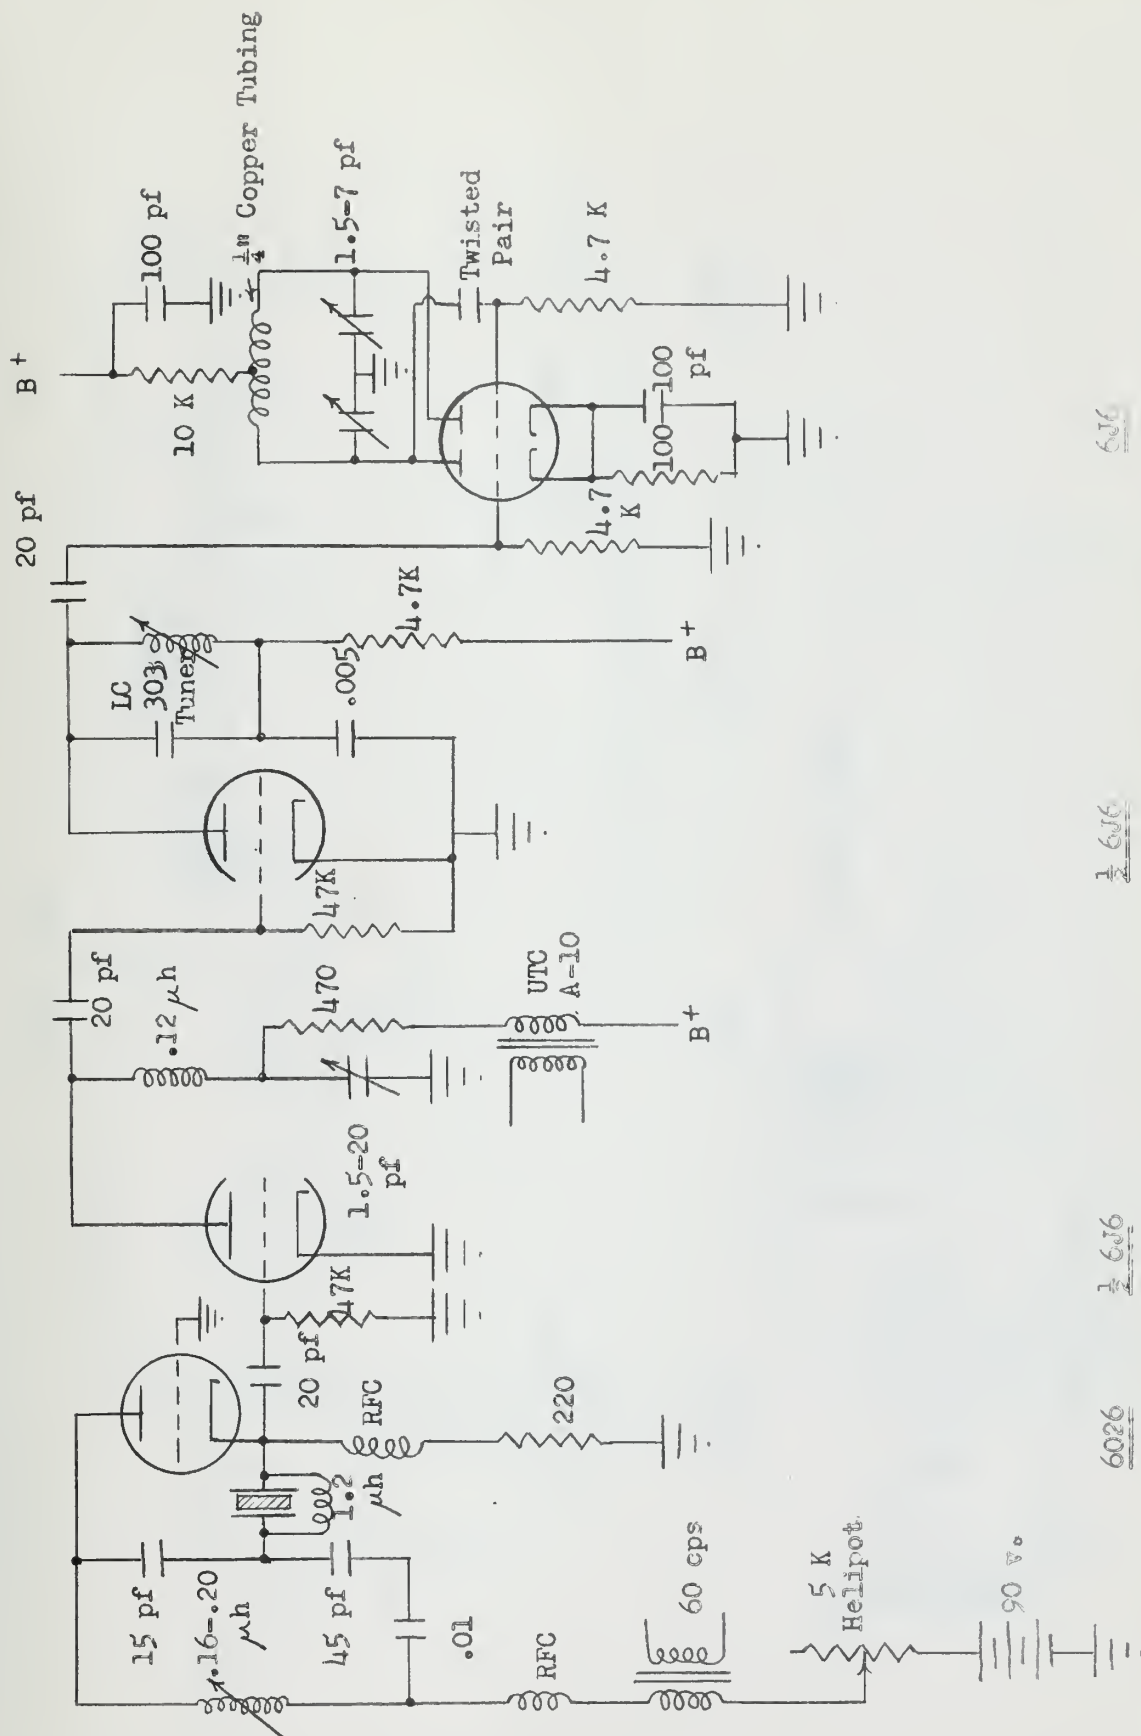 15 pf
.16-.20
μh
45 pf
.01
RFC
60 cps
5 K
Helipot
90 v.
1.2
μh
RFC
220
20 pf
47K
6026
1.5-20
pf
.12 μh
20 pf
470
UTC
A-10
B+
½ 6J6
47K
LC
303
Tuner
.005
4.7K
B+
½ 6J6
20 pf
B+
10 K
100 pf
¼" Copper Tubing
1.5-7 pf
Twisted
Pair
4.7 K
4.7
K
100
100
pf
6J6